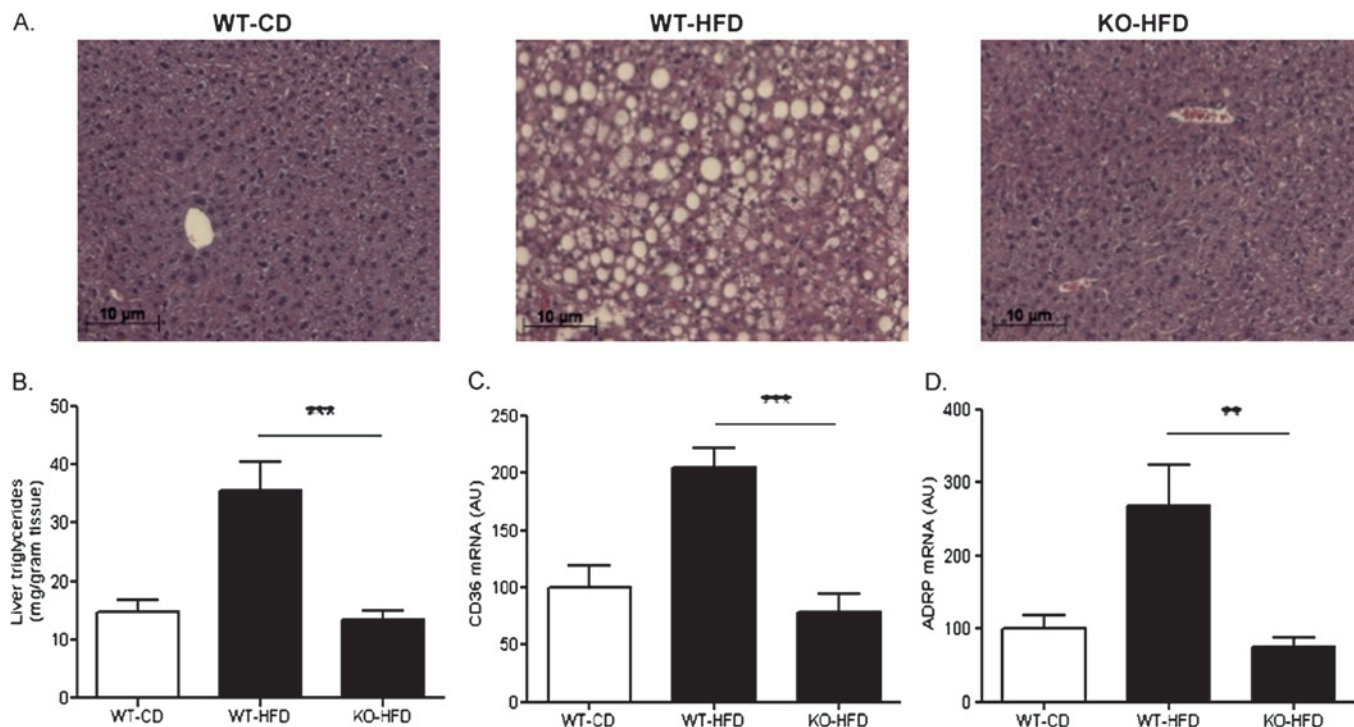 A.
WT-CD
WT-HFD
KO-HFD
10 µm
10 µm
10 µm
B.
Liver triglycerides
(mg/gram tissue)
50
40
30
20
10
0
WT-CD
WT-HFD
KO-HFD
C.
CD36 mRNA (AU)
250
200
150
100
50
0
WT-CD
WT-HFD
KO-HFD
D.
ADRP mRNA (AU)
400
300
200
100
0
WT-CD
WT-HFD
KO-HFD